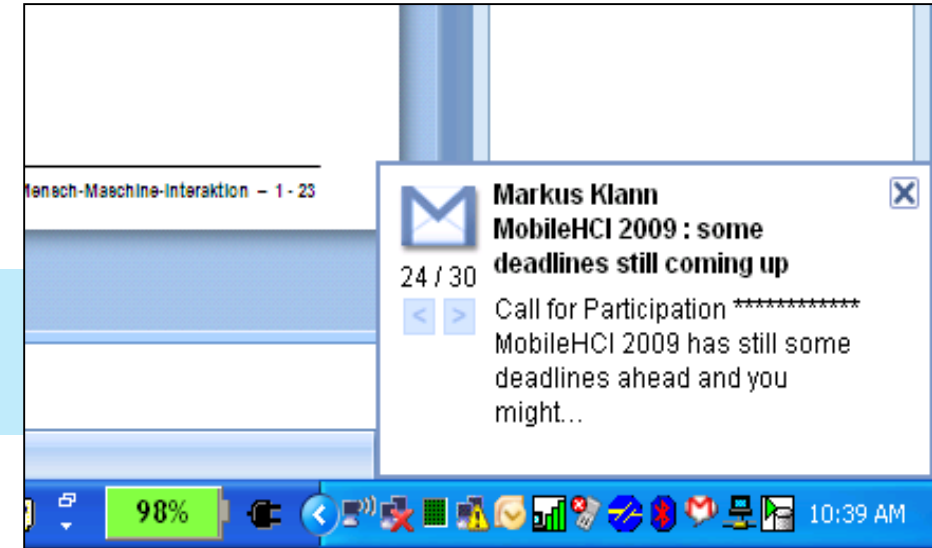 Mensch-Maschine-Interaktion – 1 - 23
Markus Klann
MobileHCI 2009 : some
deadlines still coming up
24 / 30
< >
Call for Participation ************
MobileHCI 2009 has still some
deadlines ahead and you
might...
98%
10:39 AM